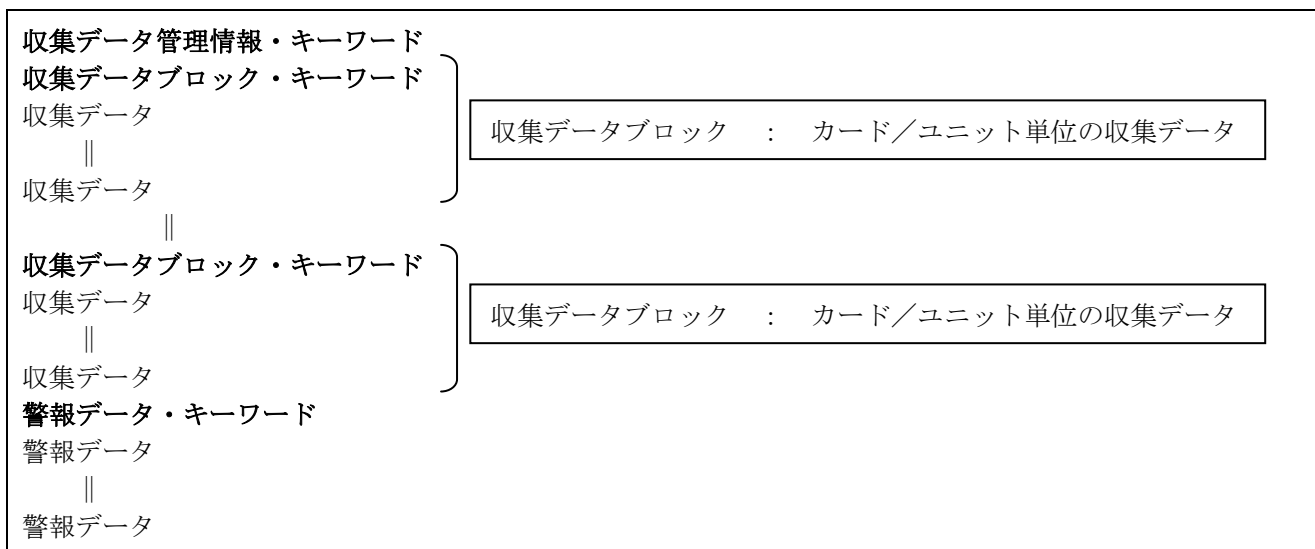 収集データ管理情報・キーワード
収集データブロック・キーワード
収集データ
収集データブロック　：　カード／ユニット単位の収集データ
∥
収集データ
∥
収集データブロック・キーワード
収集データ
収集データブロック　：　カード／ユニット単位の収集データ
∥
収集データ
警報データ・キーワード
警報データ
∥
警報データ